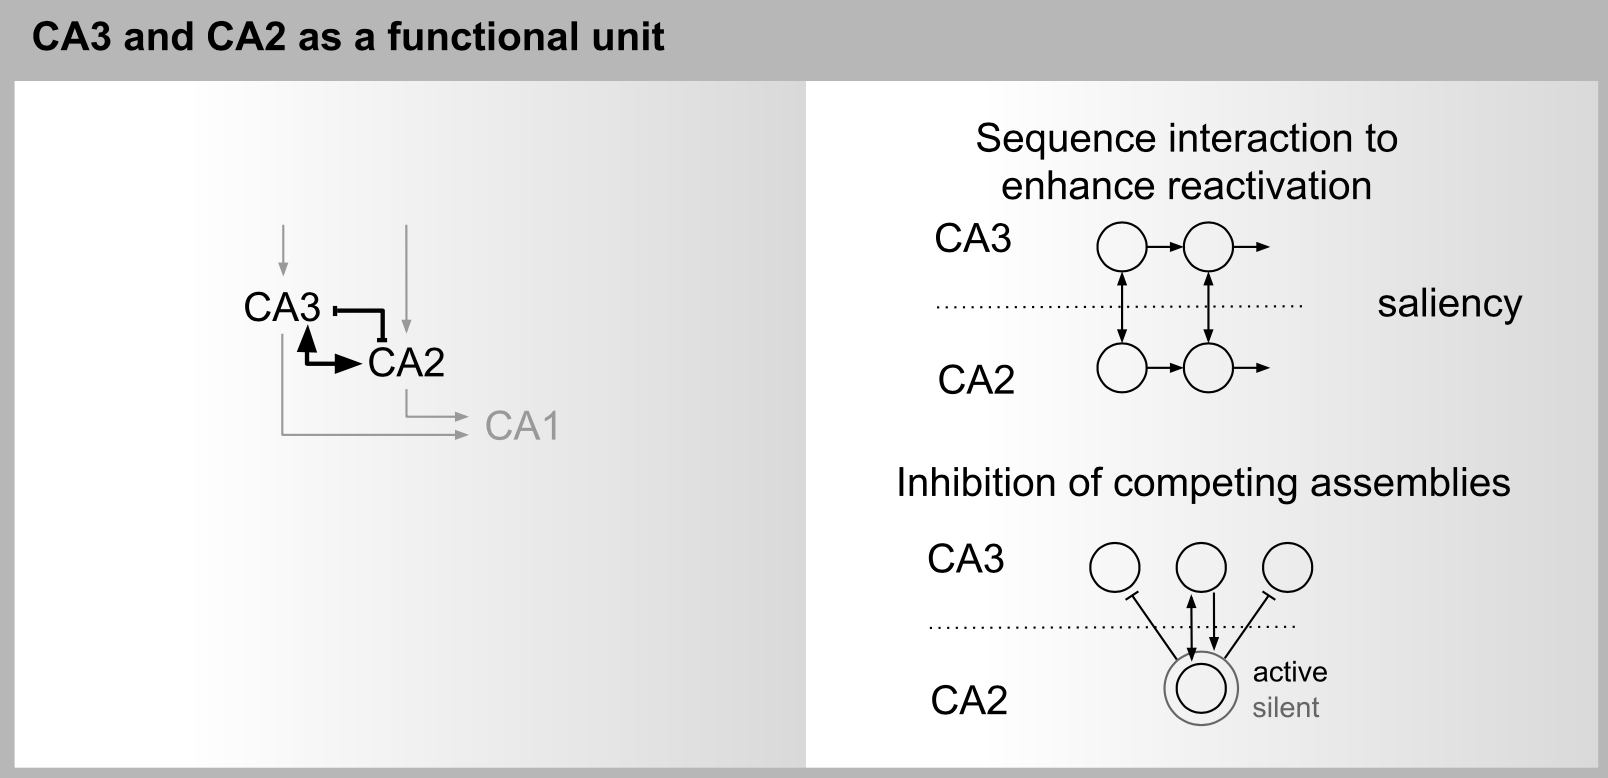 CA3 and CA2 as a functional unit
CA3
CA2
CA1
Sequence interaction to
enhance reactivation
CA3
saliency
CA2
Inhibition of competing assemblies
CA3
active
CA2
silent